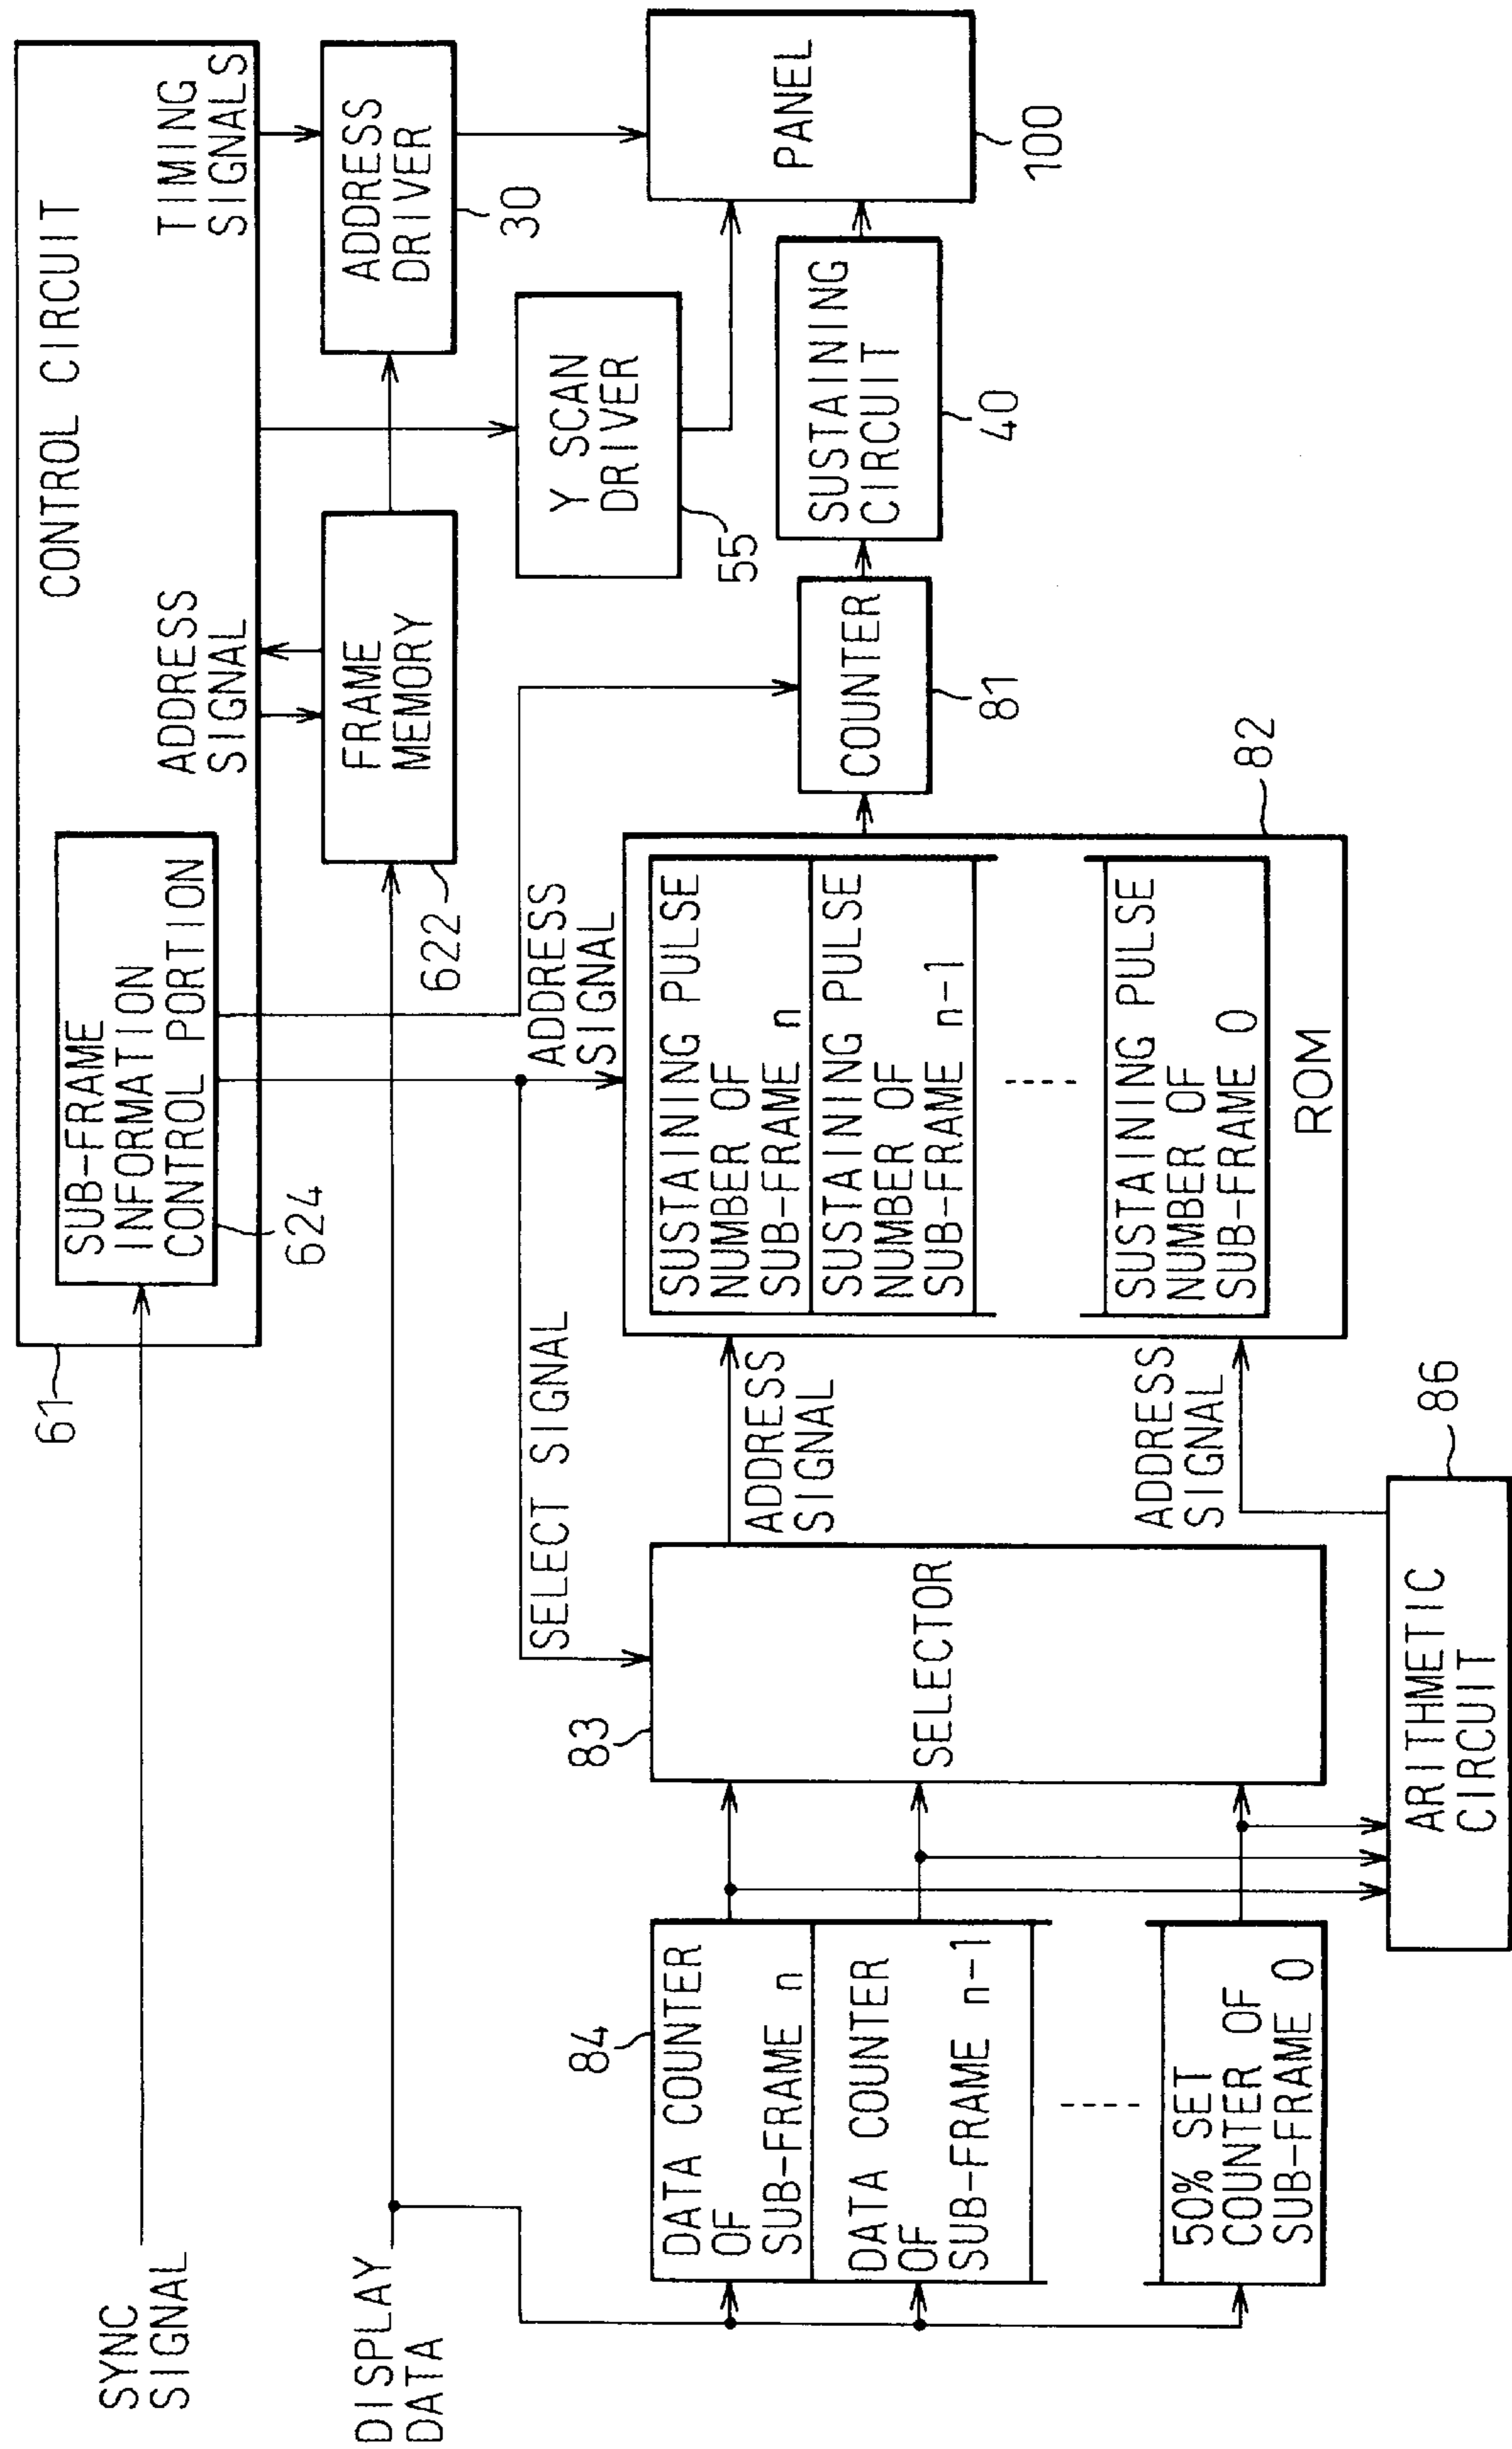 SYNC
SIGNAL
DISPLAY
DATA
61
CONTROL CIRCUIT
SUB-FRAME
INFORMATION
CONTROL PORTION
624
ADDRESS
SIGNAL
TIMING
SIGNALS
FRAME
MEMORY
622
ADDRESS
DRIVER
30
Y SCAN
DRIVER
55
PANEL
100
SELECT SIGNAL
ADDRESS
SIGNAL
84
DATA COUNTER
OF
SUB-FRAME n
DATA COUNTER
OF
SUB-FRAME n-1
50% SET
COUNTER OF
SUB-FRAME 0
83
SELECTOR
ADDRESS
SIGNAL
ADDRESS
SIGNAL
ARITHMETIC
CIRCUIT
86
SUSTAINING PULSE
NUMBER OF
SUB-FRAME n
SUSTAINING PULSE
NUMBER OF
SUB-FRAME n-1
SUSTAINING PULSE
NUMBER OF
SUB-FRAME 0
ROM
82
COUNTER
81
SUSTAINING
CIRCUIT
40